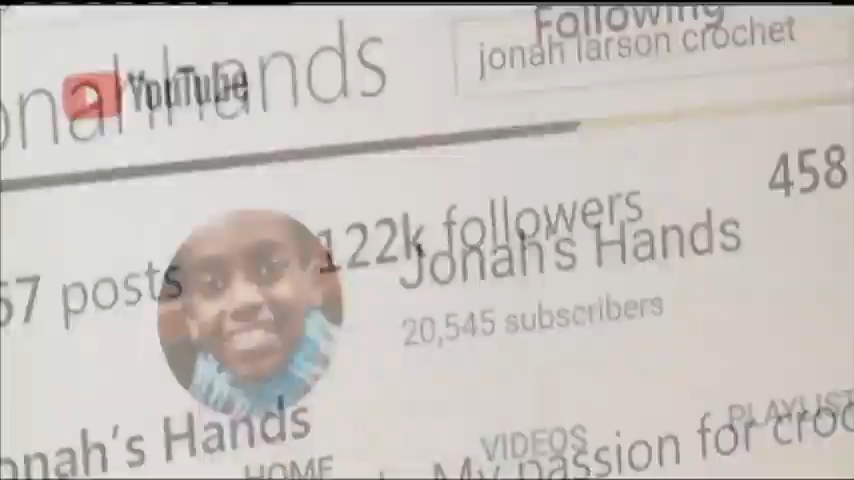 Following
onal hands
YouTube
jonah larson crochet
458
122k followers
57 posts
Jonah's Hands
20,545 subscribers
onah's Hands
PLAYLIST
VIDEOS
My passion for croc
HOME